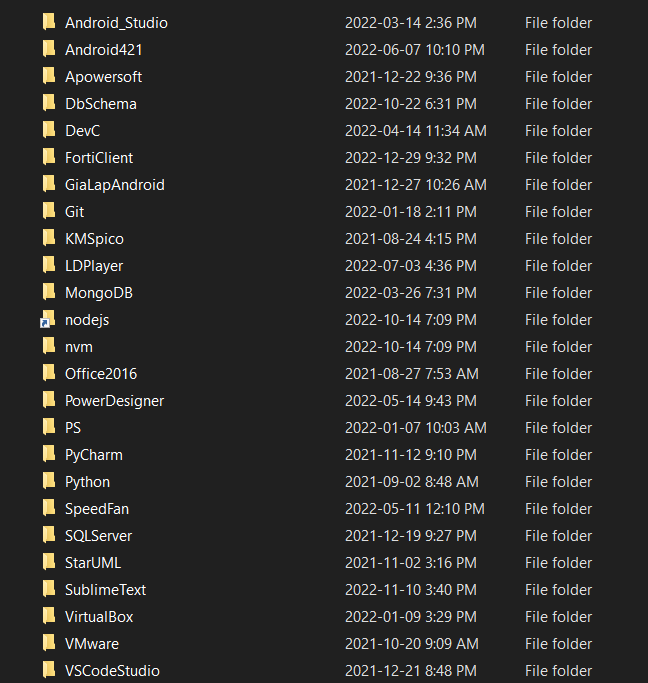 Android_Studio 2022-03-14 2:36 PM File folder
Android421 2022-06-07 10:10 PM File folder
Apowersoft 2021-12-22 9:36 PM File folder
DbSchema 2022-10-22 6:31 PM File folder
DevC 2022-04-14 11:34 AM File folder
FortiClient 2022-12-29 9:32 PM File folder
GiaLapAndroid 2021-12-27 10:26 AM File folder
Git 2022-01-18 2:11 PM File folder
KMSpico 2021-08-24 4:15 PM File folder
LDPlayer 2022-07-03 4:36 PM File folder
MongoDB 2022-03-26 7:31 PM File folder
nodejs 2022-10-14 7:09 PM File folder
nvm 2022-10-14 7:09 PM File folder
Office2016 2021-08-27 7:53 AM File folder
PowerDesigner 2022-05-14 9:43 PM File folder
PS 2022-01-07 10:03 AM File folder
PyCharm 2021-11-12 9:10 PM File folder
Python 2021-09-02 8:48 AM File folder
SpeedFan 2022-05-11 12:10 PM File folder
SQLServer 2021-12-19 9:27 PM File folder
StarUML 2021-11-02 3:16 PM File folder
SublimeText 2022-11-10 3:40 PM File folder
VirtualBox 2022-01-09 3:29 PM File folder
VMware 2021-10-20 9:09 AM File folder
VSCodeStudio 2021-12-21 8:48 PM File folder